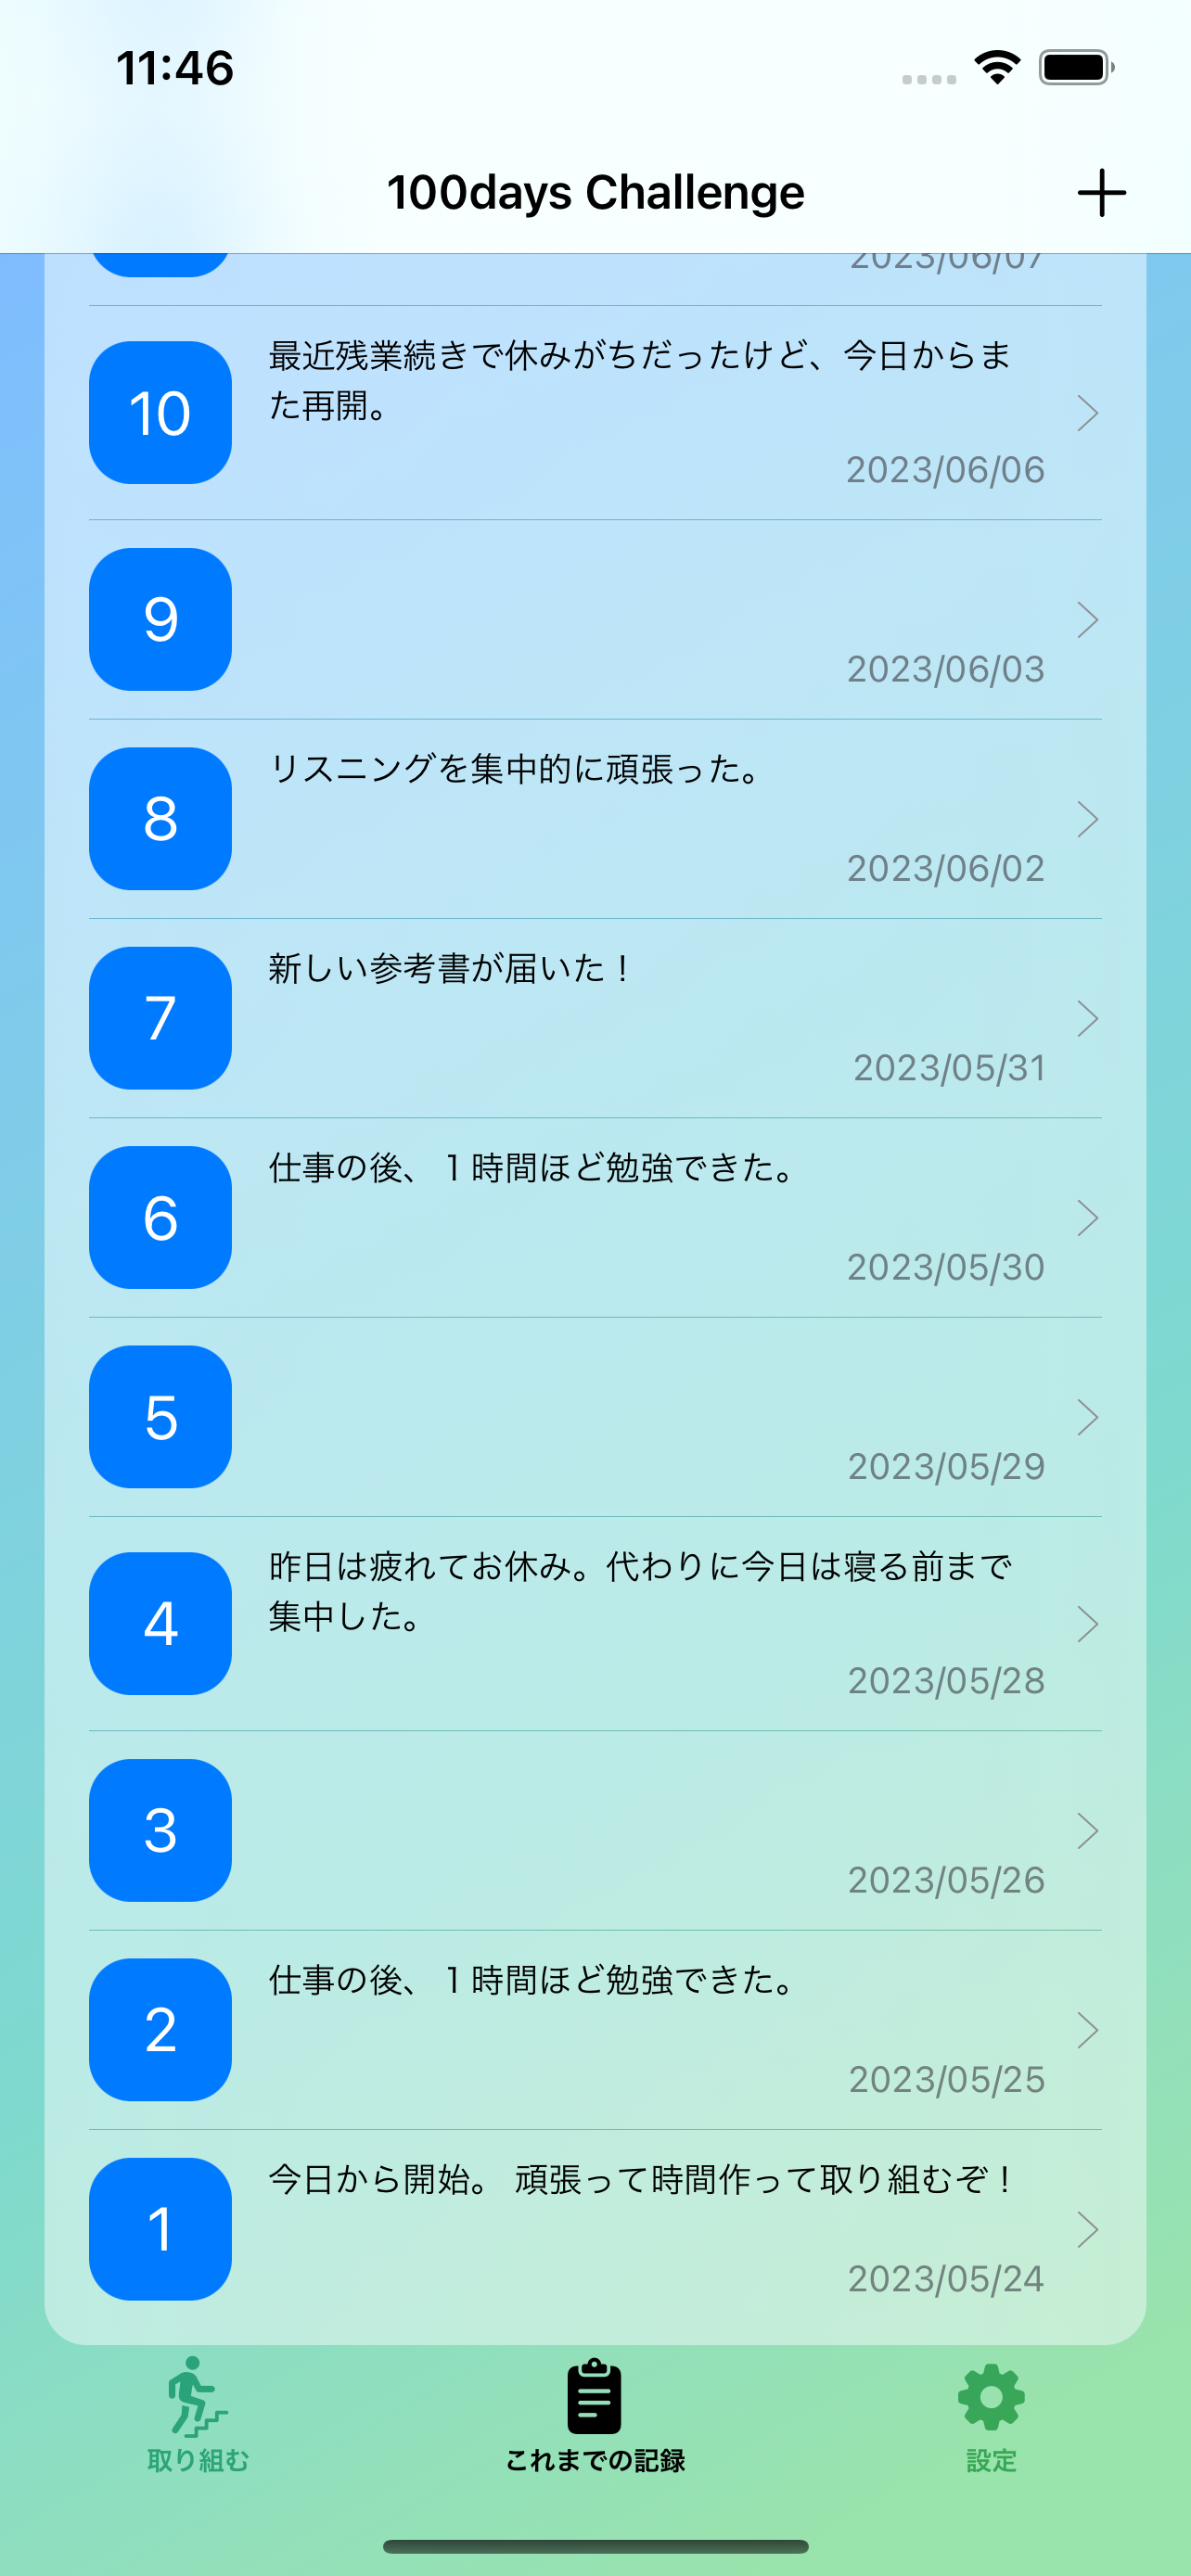 11:46
100days Challenge
2023/06/07
10
最近残業続きで休みがちだったけど、今日からま
た再開。
2023/06/06
9
2023/06/03
8
リスニングを集中的に頑張った。
2023/06/02
7
新しい参考書が届いた！
2023/05/31
6
仕事の後、１時間ほど勉強できた。
2023/05/30
5
2023/05/29
4
昨日は疲れてお休み。代わりに今日は寝る前まで
集中した。
2023/05/28
3
2023/05/26
2
仕事の後、１時間ほど勉強できた。
2023/05/25
1
今日から開始。 頑張って時間作って取り組むぞ！
2023/05/24
取り組む
これまでの記録
設定